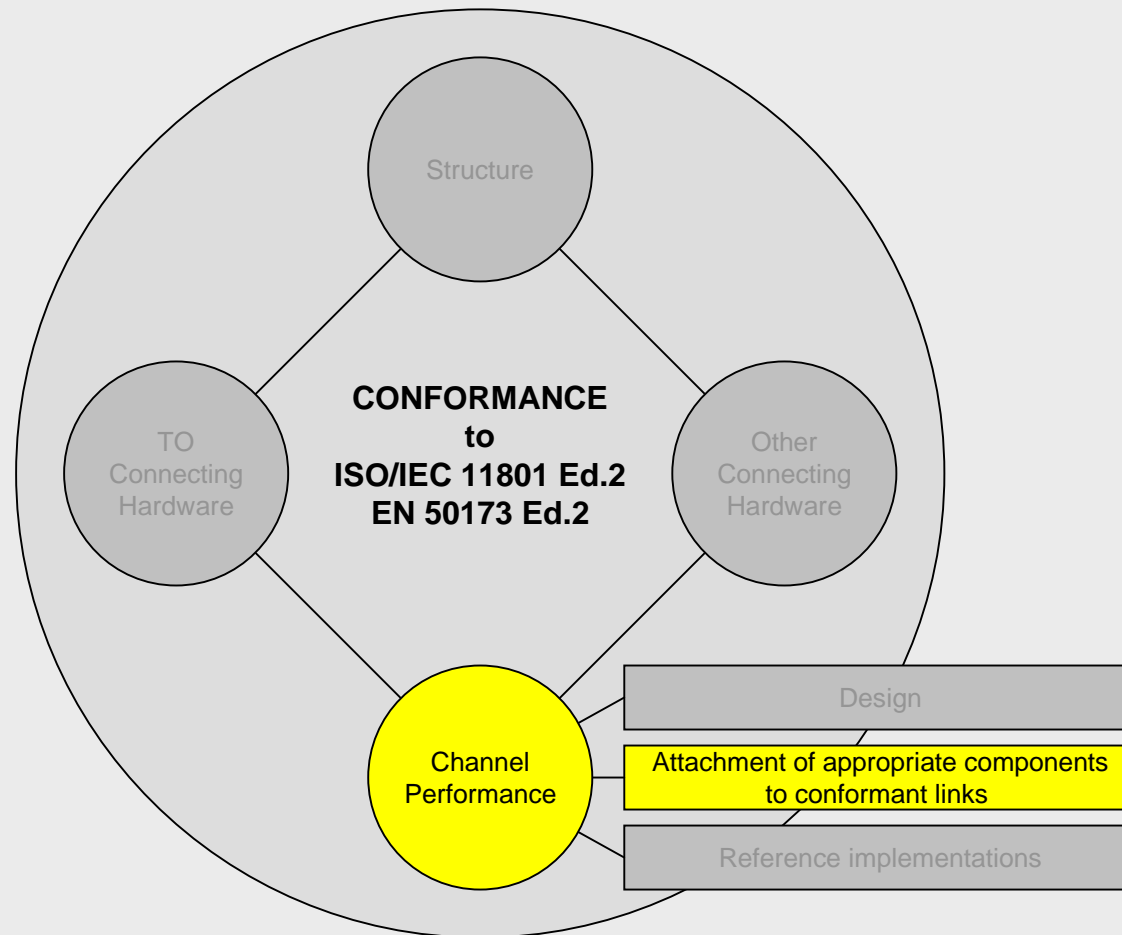 Structure
CONFORMANCE
to
ISO/IEC 11801 Ed.2
EN 50173 Ed.2
TO
Connecting
Hardware
Other
Connecting
Hardware
Channel
Performance
Design
Attachment of appropriate components
to conformant links
Reference implementations